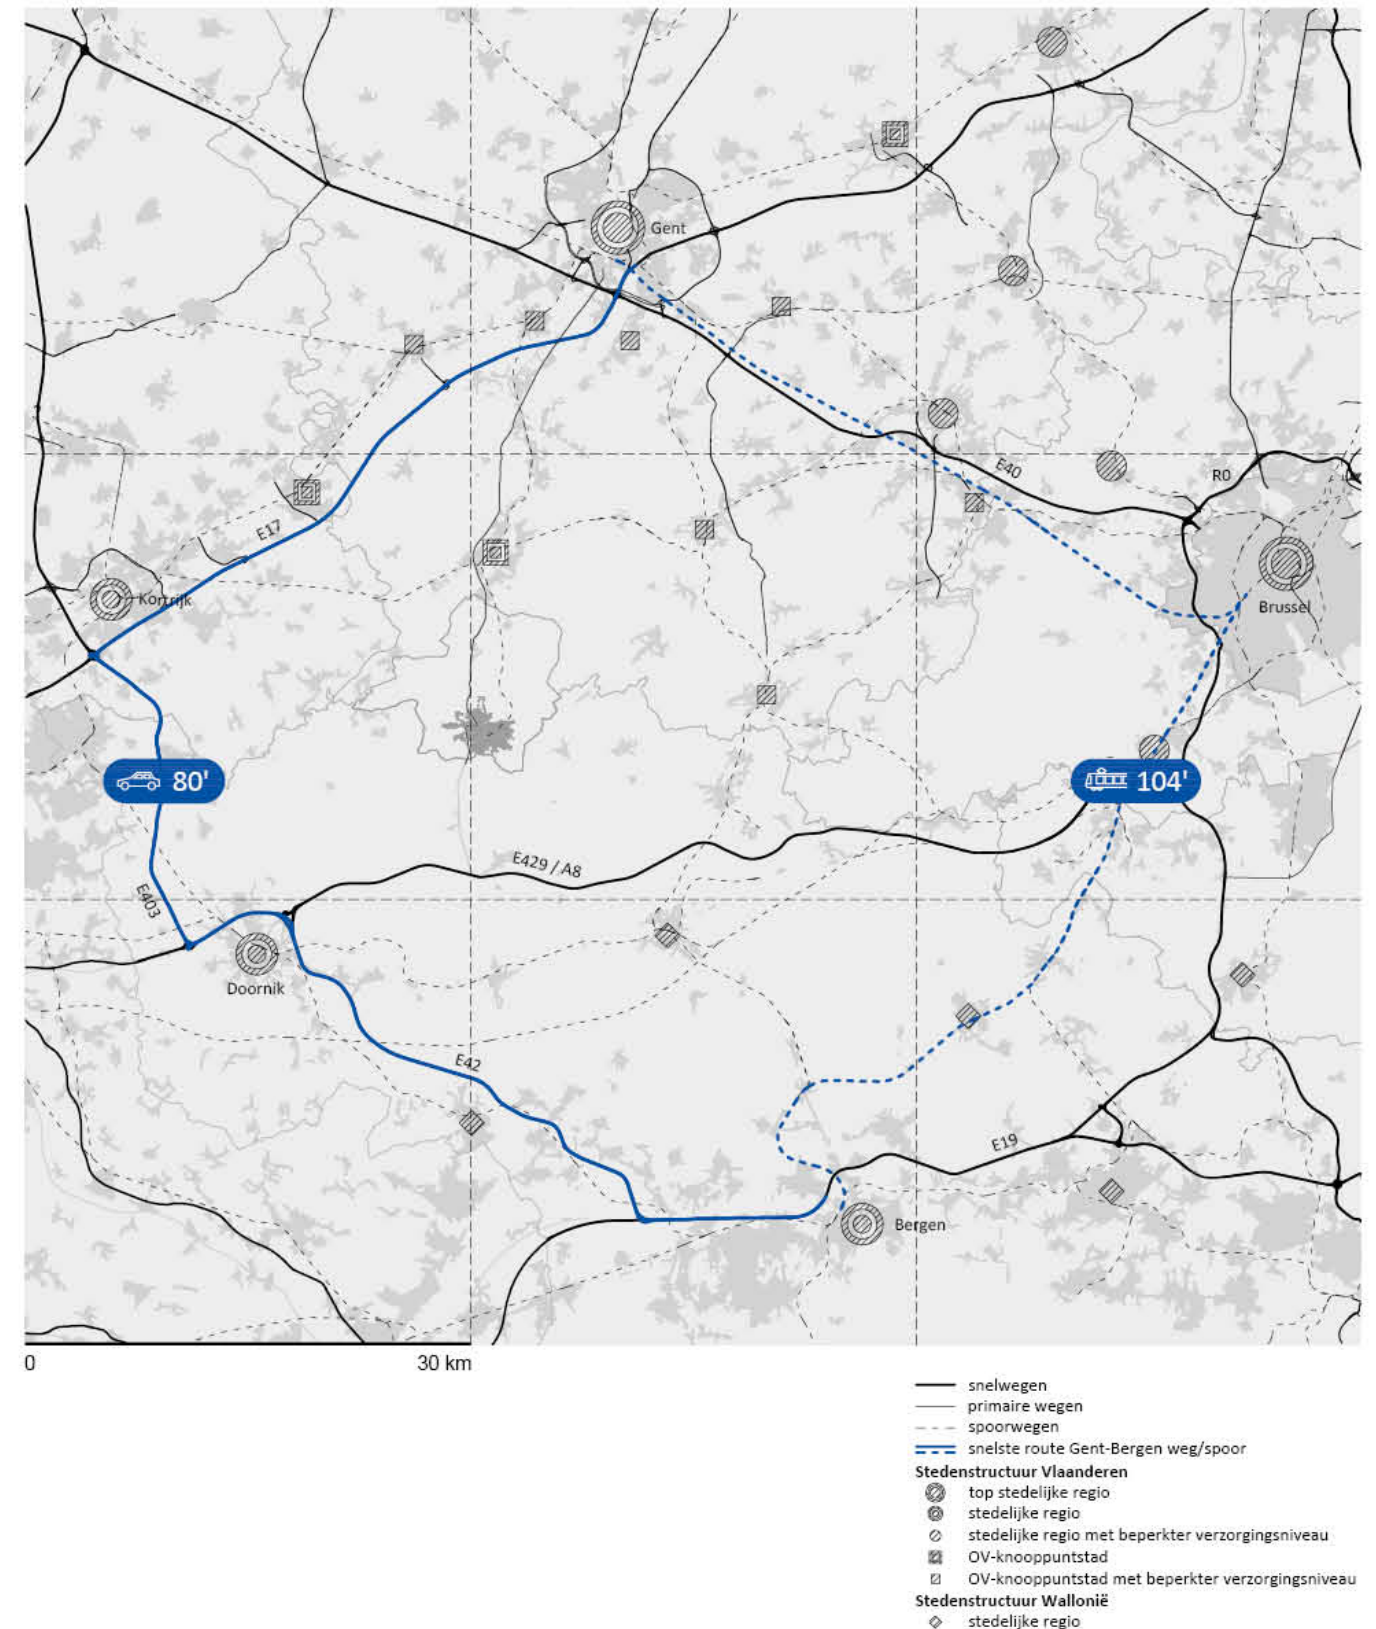 Gent
E40
R0
E17
Kortrijk
Brussel
80'
104'
E429 / A8
E403
Doornik
E42
E19
Bergen
0
30 km
snelwegen
primaire wegen
spoorwegen
snelste route Gent-Bergen weg/spoor
Stedenstructuur Vlaanderen
top stedelijke regio
stedelijke regio
stedelijke regio met beperkter verzorgingsniveau
OV-knooppuntstad
OV-knooppuntstad met beperkter verzorgingsniveau
Stedenstructuur Wallonië
stedelijke regio